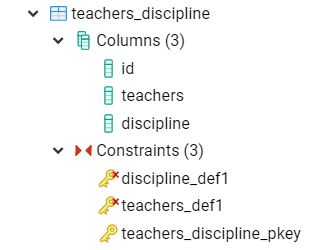 teachers_discipline
Columns (3)
id
teachers
discipline
Constraints (3)
discipline_def1
teachers_def1
teachers_discipline_pkey